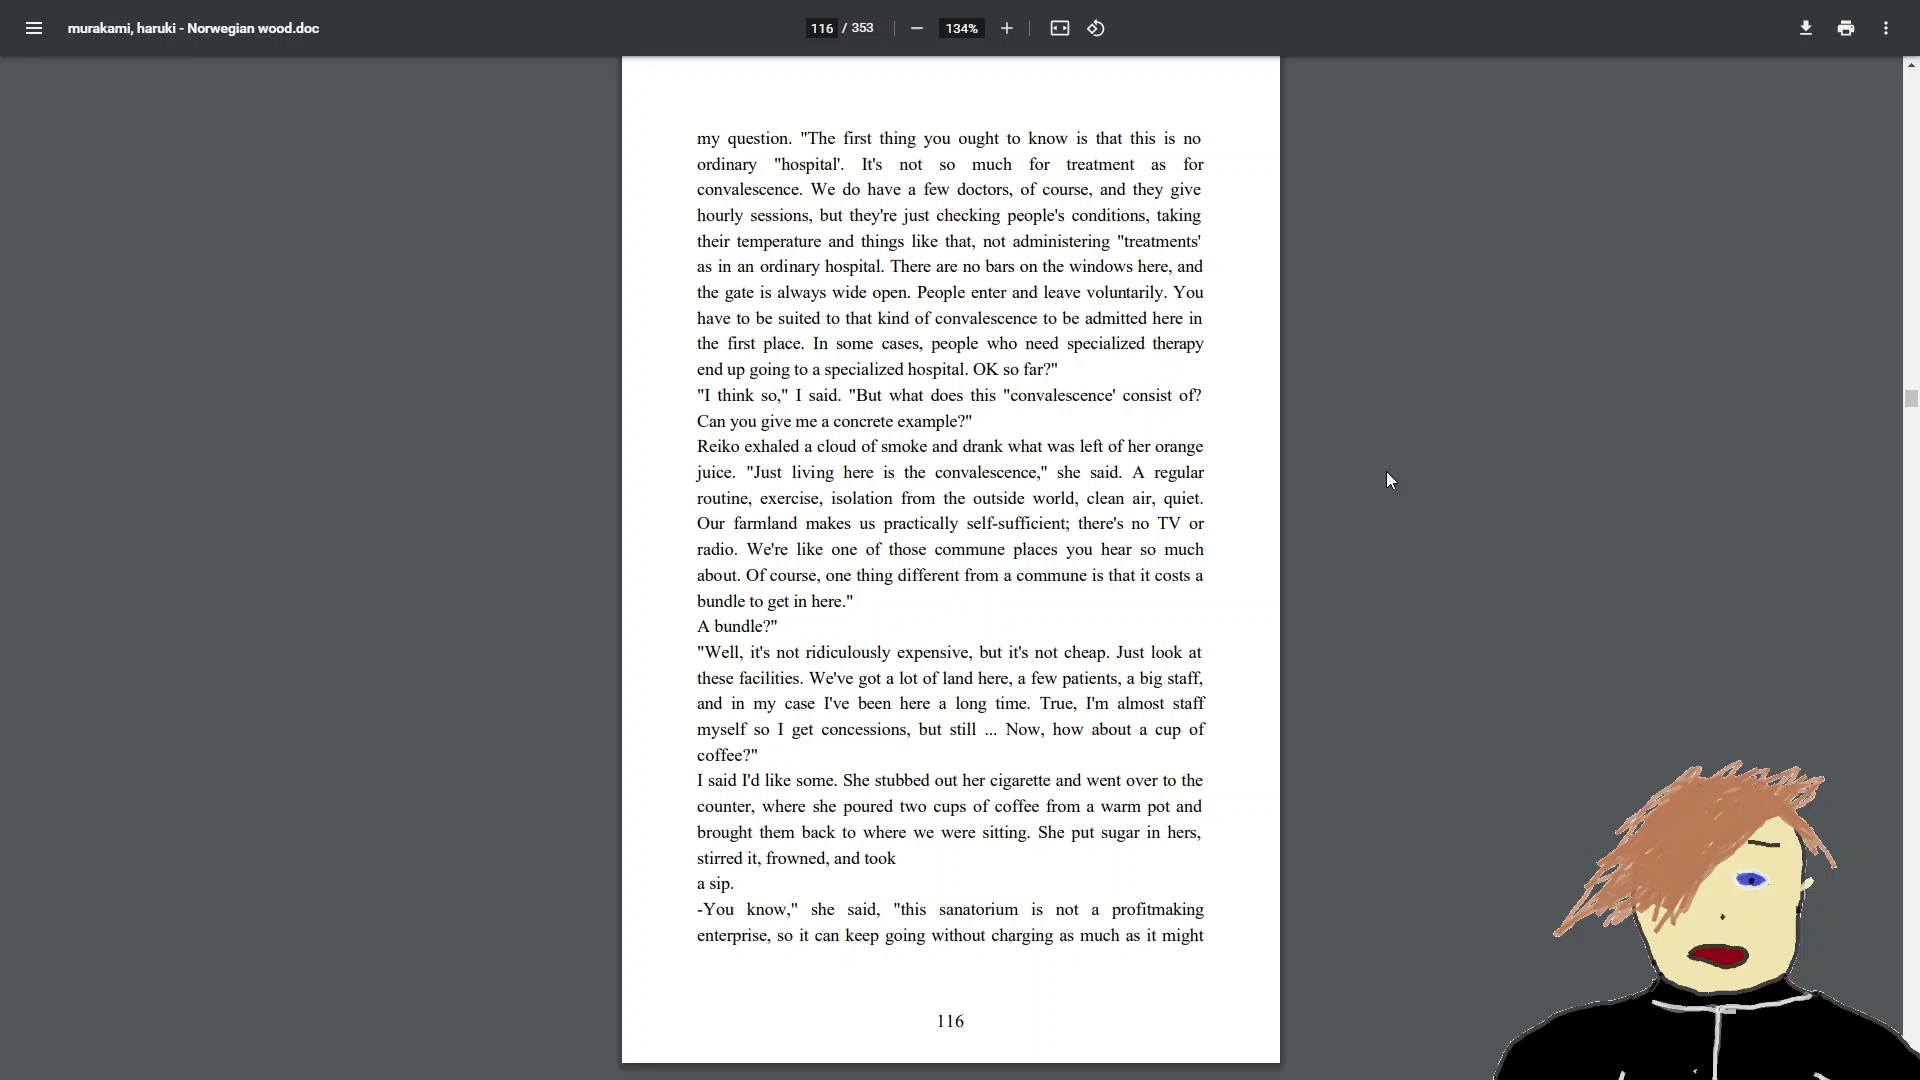 murakami, haruki - Norwegian wood.doc
116 / 353
134%
my question. "The first thing you ought to know is that this is no
ordinary "hospital'. It's not so much for treatment as for
convalescence. We do have a few doctors, of course, and they give
hourly sessions, but they're just checking people's conditions, taking
their temperature and things like that, not administering "treatments'
as in an ordinary hospital. There are no bars on the windows here, and
the gate is always wide open. People enter and leave voluntarily. You
have to be suited to that kind of convalescence to be admitted here in
the first place. In some cases, people who need specialized therapy
end up going to a specialized hospital. OK so far?"
"I think so," I said. "But what does this "convalescence' consist of?
Can you give me a concrete example?"
Reiko exhaled a cloud of smoke and drank what was left of her orange
juice. "Just living here is the convalescence," she said. A regular
routine, exercise, isolation from the outside world, clean air, quiet.
Our farmland makes us practically self-sufficient; there's no TV or
radio. We're like one of those commune places you hear so much
about. Of course, one thing different from a commune is that it costs a
bundle to get in here."
A bundle?"
"Well, it's not ridiculously expensive, but it's not cheap. Just look at
these facilities. We've got a lot of land here, a few patients, a big staff,
and in my case I've been here a long time. True, I'm almost staff
myself so I get concessions, but still ... Now, how about a cup of
coffee?"
I said I'd like some. She stubbed out her cigarette and went over to the
counter, where she poured two cups of coffee from a warm pot and
brought them back to where we were sitting. She put sugar in hers,
stirred it, frowned, and took
a sip.
-You know," she said, "this sanatorium is not a profitmaking
enterprise, so it can keep going without charging as much as it might
116